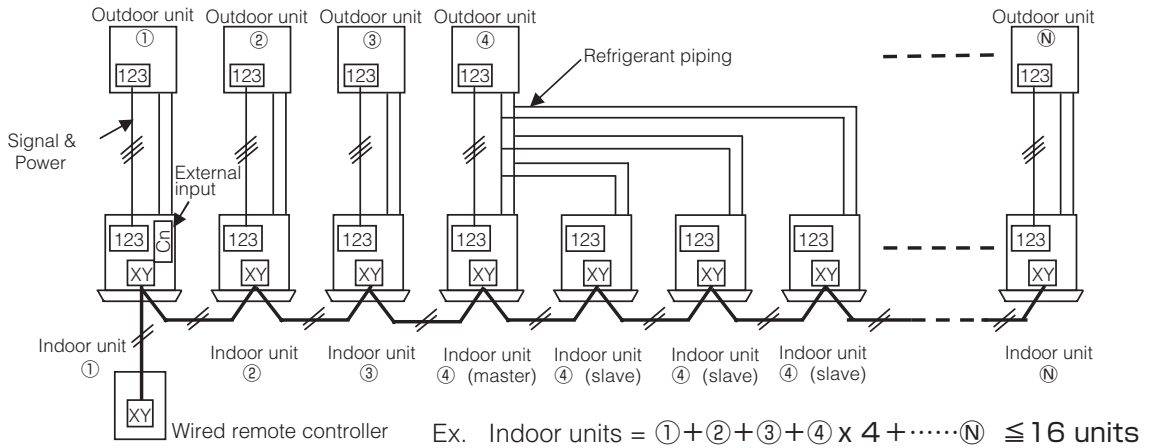 Outdoor unit ① Outdoor unit ② Outdoor unit ③ Outdoor unit ④ Outdoor unit Ⓝ
123 123 123 123 123
Refrigerant piping
Signal & Power
External input
123 Cn 123 123 123 123 123 123 123
XY XY XY XY XY XY XY XY
Indoor unit ① Indoor unit ② Indoor unit ③ Indoor unit ④ (master) Indoor unit ④ (slave) Indoor unit ④ (slave) Indoor unit ④ (slave) Indoor unit Ⓝ
XY
Wired remote controller
Ex. Indoor units = ①+②+③+④ x 4 +······Ⓝ ≦16 units